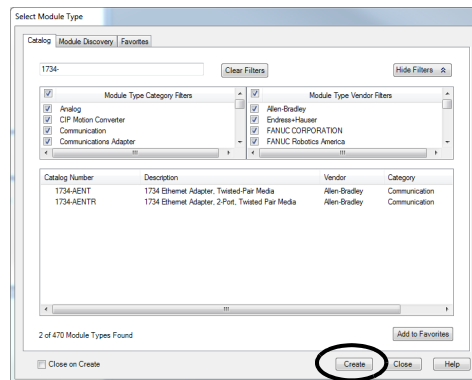 Select Module Type
Catalog Module Discovery Favorites
1734- Clear Filters Hide Filters
Module Type Category Filters Module Type Vendor Filters
Analog Allen-Bradley
CIP Motion Converter Endress+Hauser
Communication FANUC CORPORATION
Communications Adapter FANUC Robotics America
Catalog Number Description Vendor Category
1734-AENT 1734 Ethernet Adapter, Twisted-Pair Media Allen-Bradley Communication
1734-AENTR 1734 Ethernet Adapter, 2-Port, Twisted Pair Media Allen-Bradley Communication
2 of 470 Module Types Found Add to Favorites
Close on Create Create Close Help